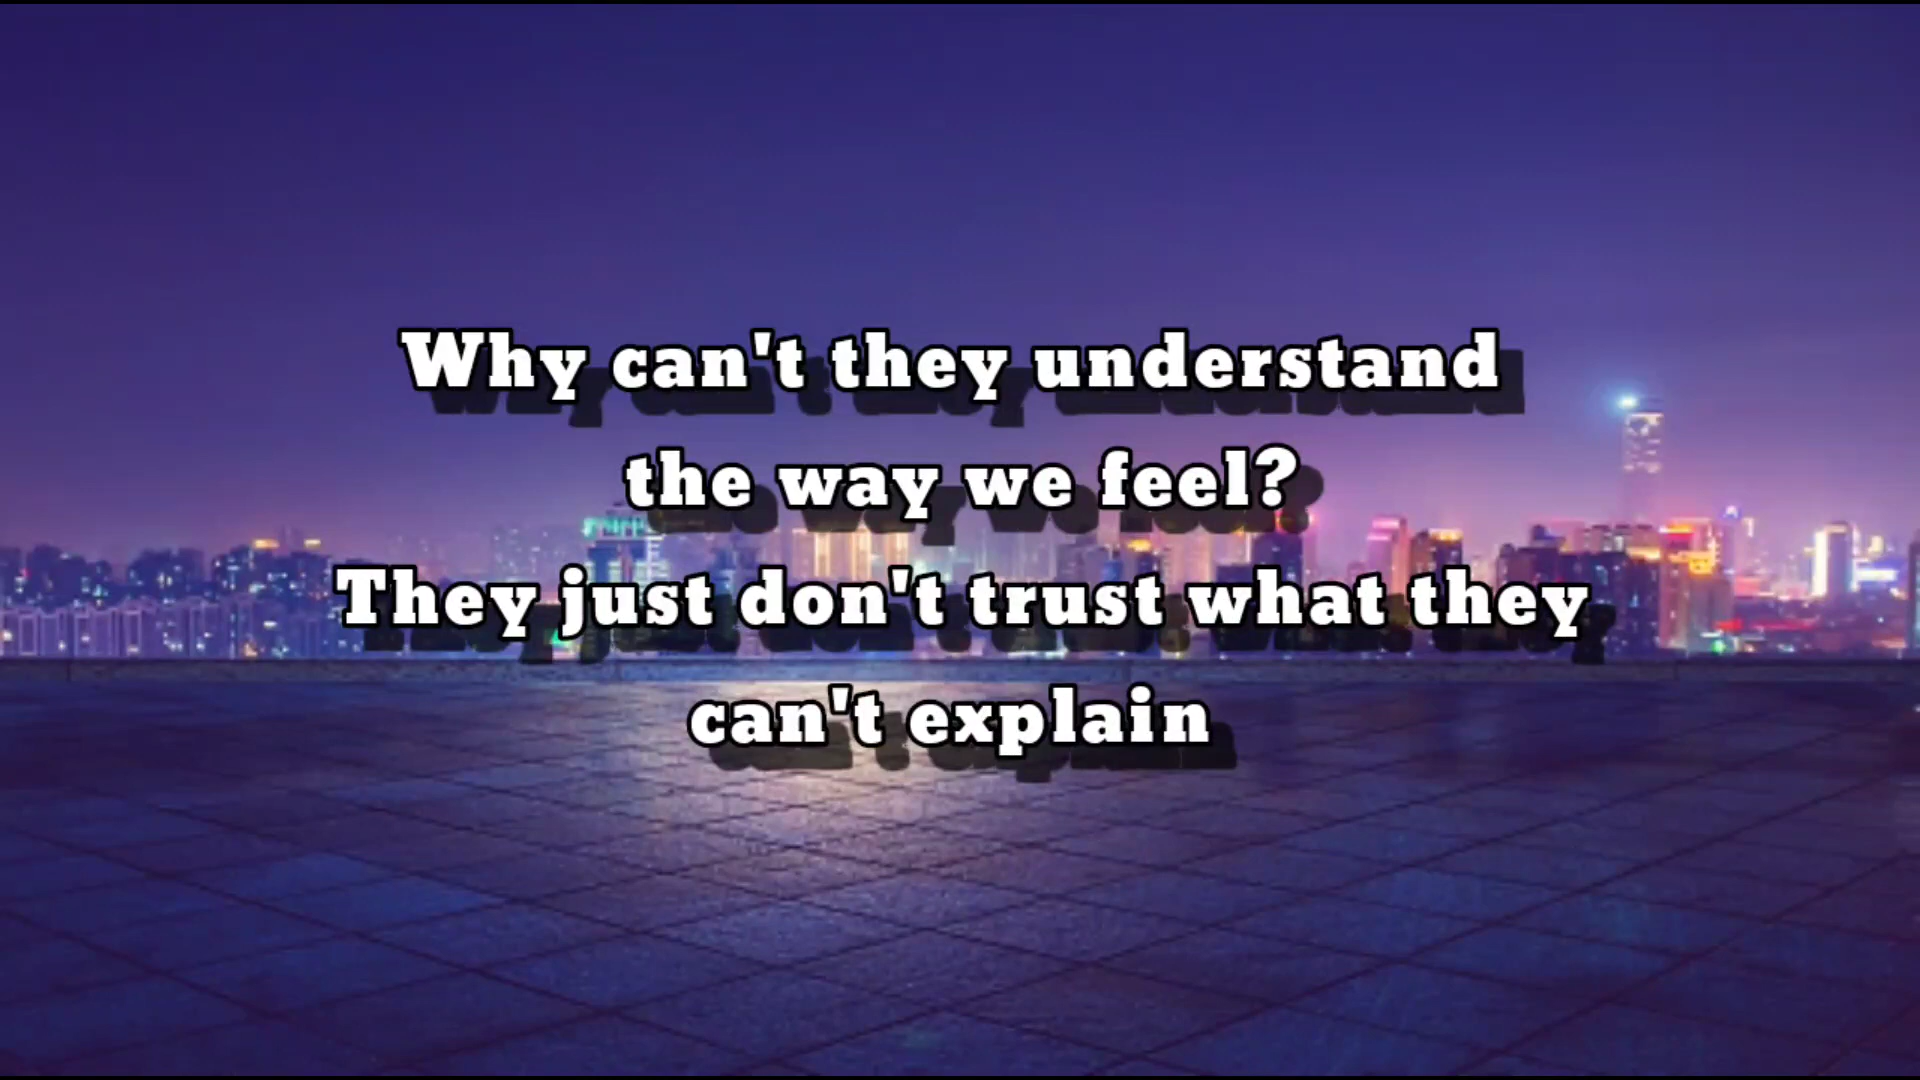 Why can't they understand
the way we feel?
They just don't trust what they
can't explain